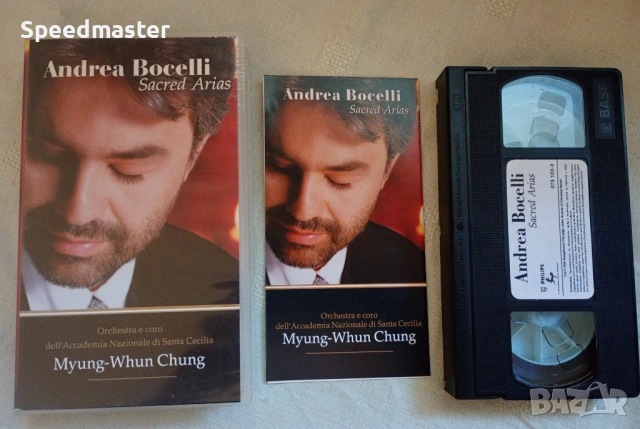 Speedmaster
Andrea Bocelli
Sacred Arias
Orchestra e coro
dell'Accademia Nazionale di Santa Cecilia
Myung-Whun Chung
Andrea Bocelli
Sacred Arias
Orchestra e coro
dell'Accademia Nazionale di Santa Cecilia
Myung-Whun Chung
BASF
Andrea Bocelli
Sacred Arias
PHILIPS
BAZAR